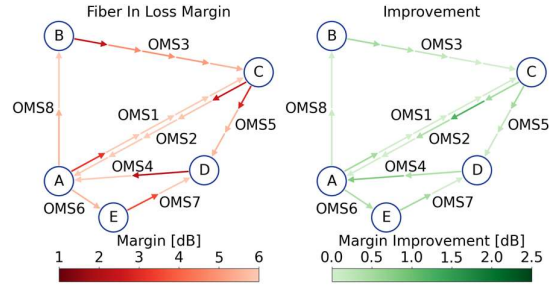 Fiber In Loss Margin
B
OMS3
C
OMS8
OMS1
OMS2
OMS5
OMS4
D
A
OMS6
E
OMS7
Margin [dB]
1 2 3 4 5 6
Improvement
B
OMS3
C
OMS8
OMS1
OMS2
OMS5
OMS4
D
A
OMS6
E
OMS7
Margin Improvement [dB]
0.0 0.5 1.0 1.5 2.0 2.5